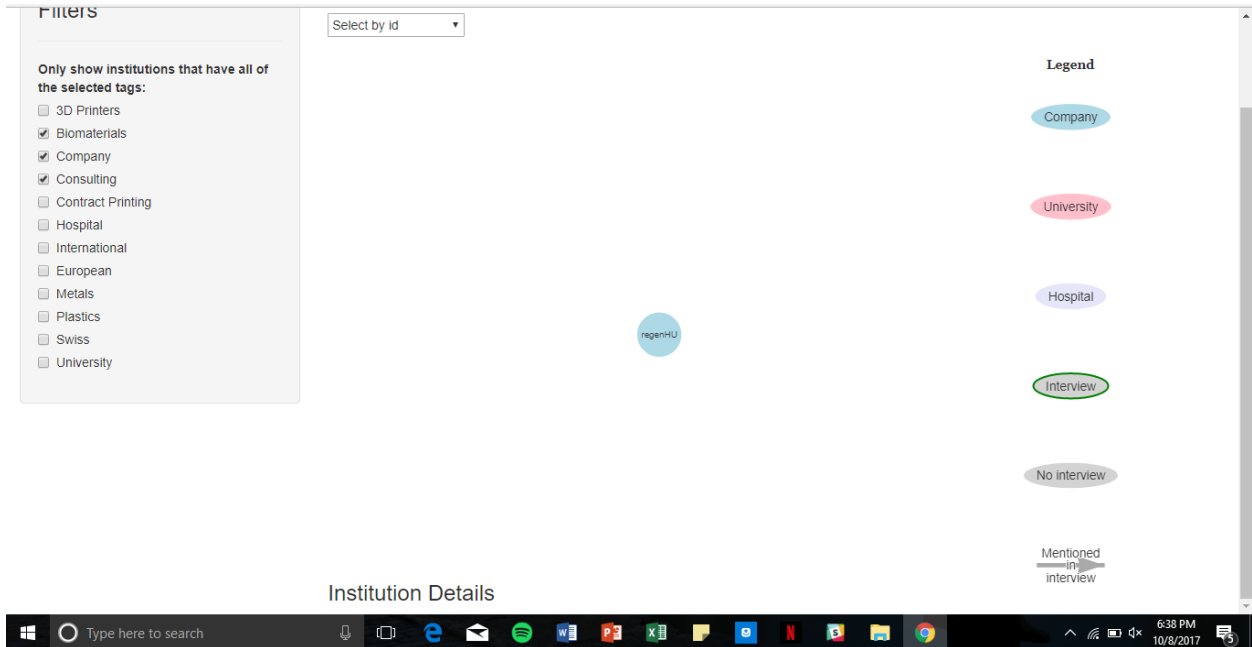 Filters
Select by id
Only show institutions that have all of
the selected tags:
3D Printers
Biomaterials
Company
Consulting
Contract Printing
Hospital
International
European
Metals
Plastics
Swiss
University
regenHU
Legend
Company
University
Hospital
Interview
No interview
Mentioned
in
interview
Institution Details
Type here to search
6:38 PM
10/8/2017
5